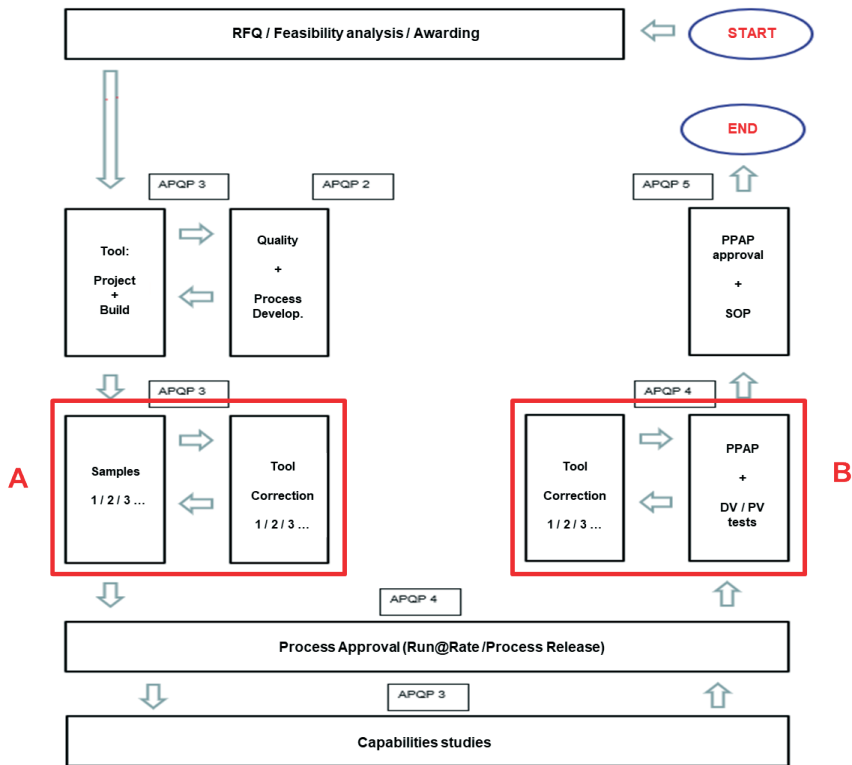 RFQ / Feasibility analysis / Awarding
START
END
APQP 3
APQP 2
APQP 5
Tool:
Project
+
Build
Quality
+
Process
Develop.
PPAP
approval
+
SOP
APQP 3
APQP 4
A
Samples
1 / 2 / 3 ...
Tool
Correction
1 / 2 / 3 ...
Tool
Correction
1 / 2 / 3 ...
PPAP
+
DV / PV
tests
B
APQP 4
Process Approval (Run@Rate /Process Release)
APQP 3
Capabilities studies